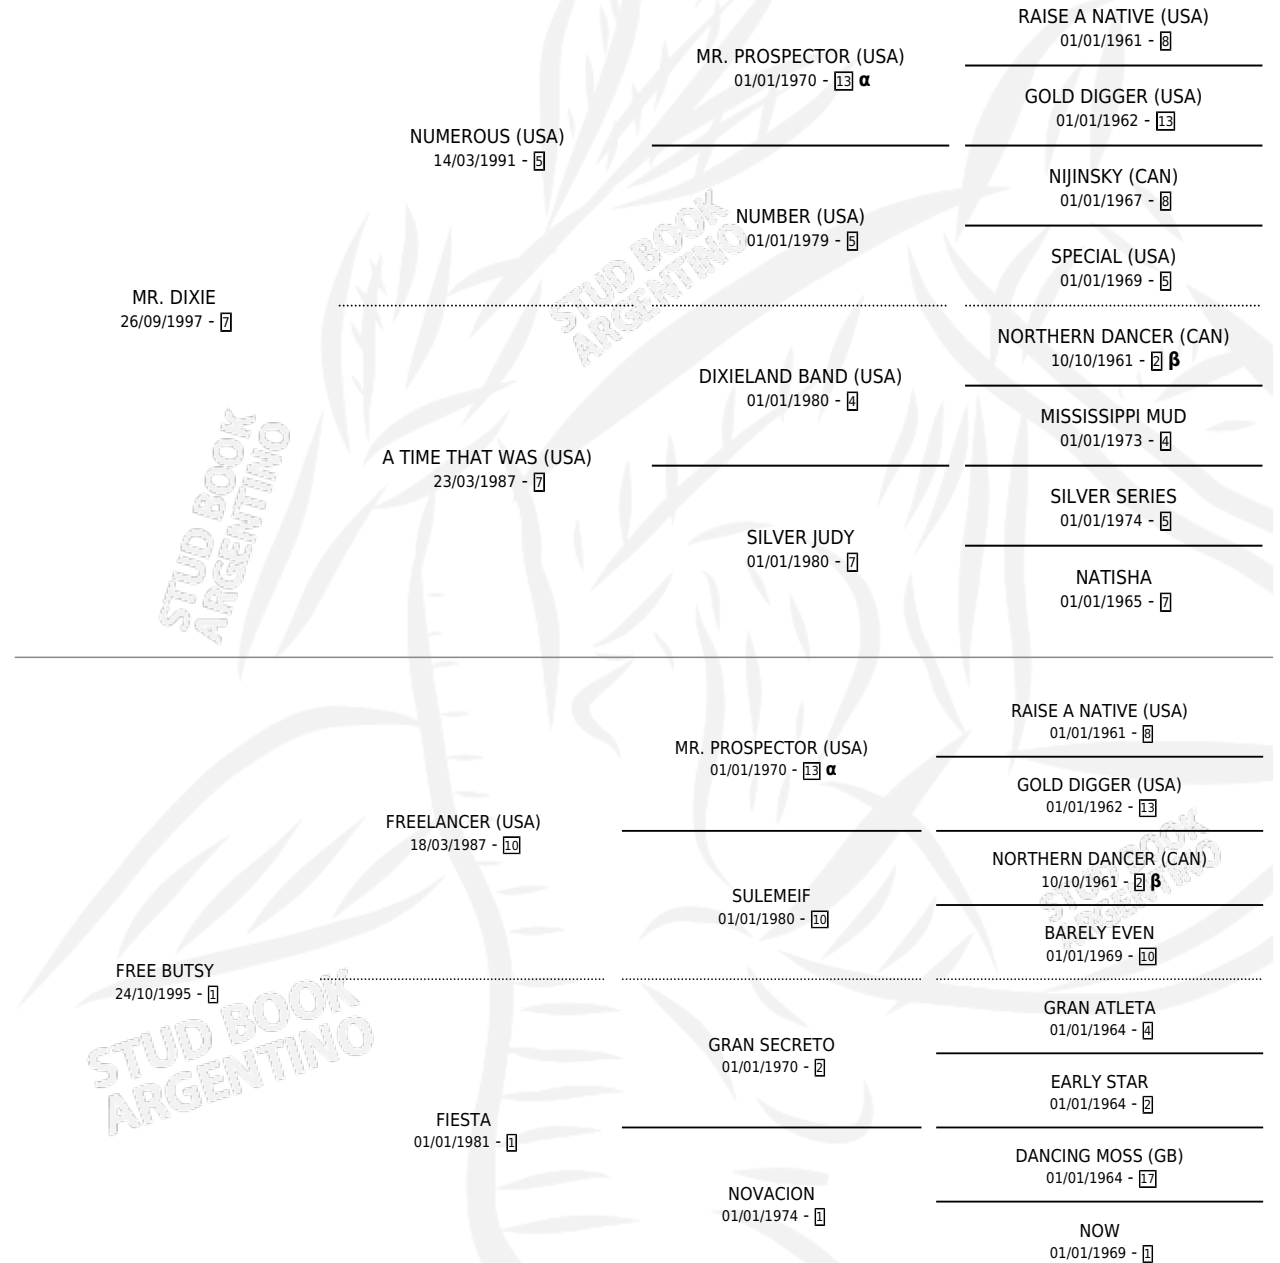 RAISE A NATIVE (USA)
01/01/1961 - 8
MR. PROSPECTOR (USA)
01/01/1970 - 13 α
GOLD DIGGER (USA)
01/01/1962 - 13
NUMEROUS (USA)
14/03/1991 - 5
NIJINSKY (CAN)
01/01/1967 - 8
NUMBER (USA)
01/01/1979 - 5
SPECIAL (USA)
01/01/1969 - 5
STUD BOOK
ARGENTINO
MR. DIXIE
26/09/1997 - 7
NORTHERN DANCER (CAN)
10/10/1961 - 2 β
DIXIELAND BAND (USA)
01/01/1980 - 4
MISSISSIPPI MUD
01/01/1973 - 4
A TIME THAT WAS (USA)
23/03/1987 - 7
SILVER SERIES
01/01/1974 - 5
SILVER JUDY
01/01/1980 - 7
NATISHA
01/01/1965 - 7
STUD BOOK
ARGENTINO
RAISE A NATIVE (USA)
01/01/1961 - 8
MR. PROSPECTOR (USA)
01/01/1970 - 13 α
GOLD DIGGER (USA)
01/01/1962 - 13
FREELANCER (USA)
18/03/1987 - 10
NORTHERN DANCER (CAN)
10/10/1961 - 2 β
SULEMEIF
01/01/1980 - 10
BARELY EVEN
01/01/1969 - 10
STUD BOOK
ARGENTINO
FREE BUTSY
24/10/1995 - 1
GRAN ATLETA
01/01/1964 - 4
GRAN SECRETO
01/01/1970 - 2
EARLY STAR
01/01/1964 - 2
FIESTA
01/01/1981 - 1
DANCING MOSS (GB)
01/01/1964 - 17
NOVACION
01/01/1974 - 1
NOW
01/01/1969 - 1
STUD BOOK
ARGENTINO